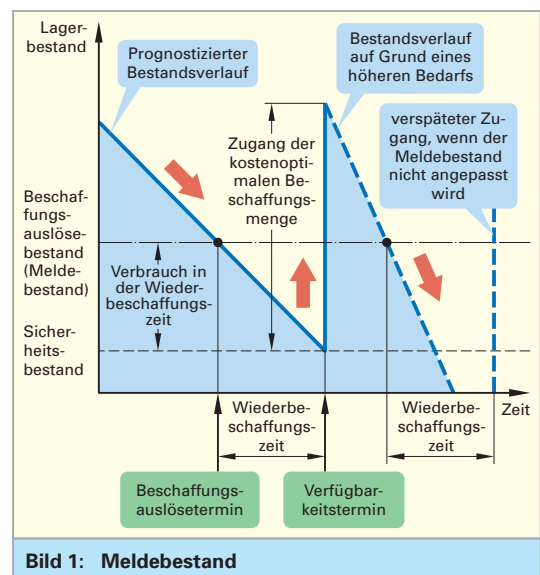 Lager-
bestand
Prognostizierter
Bestandsverlauf
Bestandsverlauf
auf Grund eines
höheren Bedarfs
verspäteter Zu-
gang, wenn der
Meldebestand
nicht angepasst
wird
Zugang der
kostenopti-
malen Be-
schaffungs-
menge
Beschaf-
fungs-
auslöse-
bestand
(Melde-
bestand)
Verbrauch in
der Wieder-
beschaffungs-
zeit
Sicher-
heits-
bestand
Wiederbe-
schaffungs-
zeit
Wiederbe-
schaffungs-
zeit
Zeit
Beschaffungs-
auslösetermin
Verfügbar-
keitstermin
Bild 1: Meldebestand